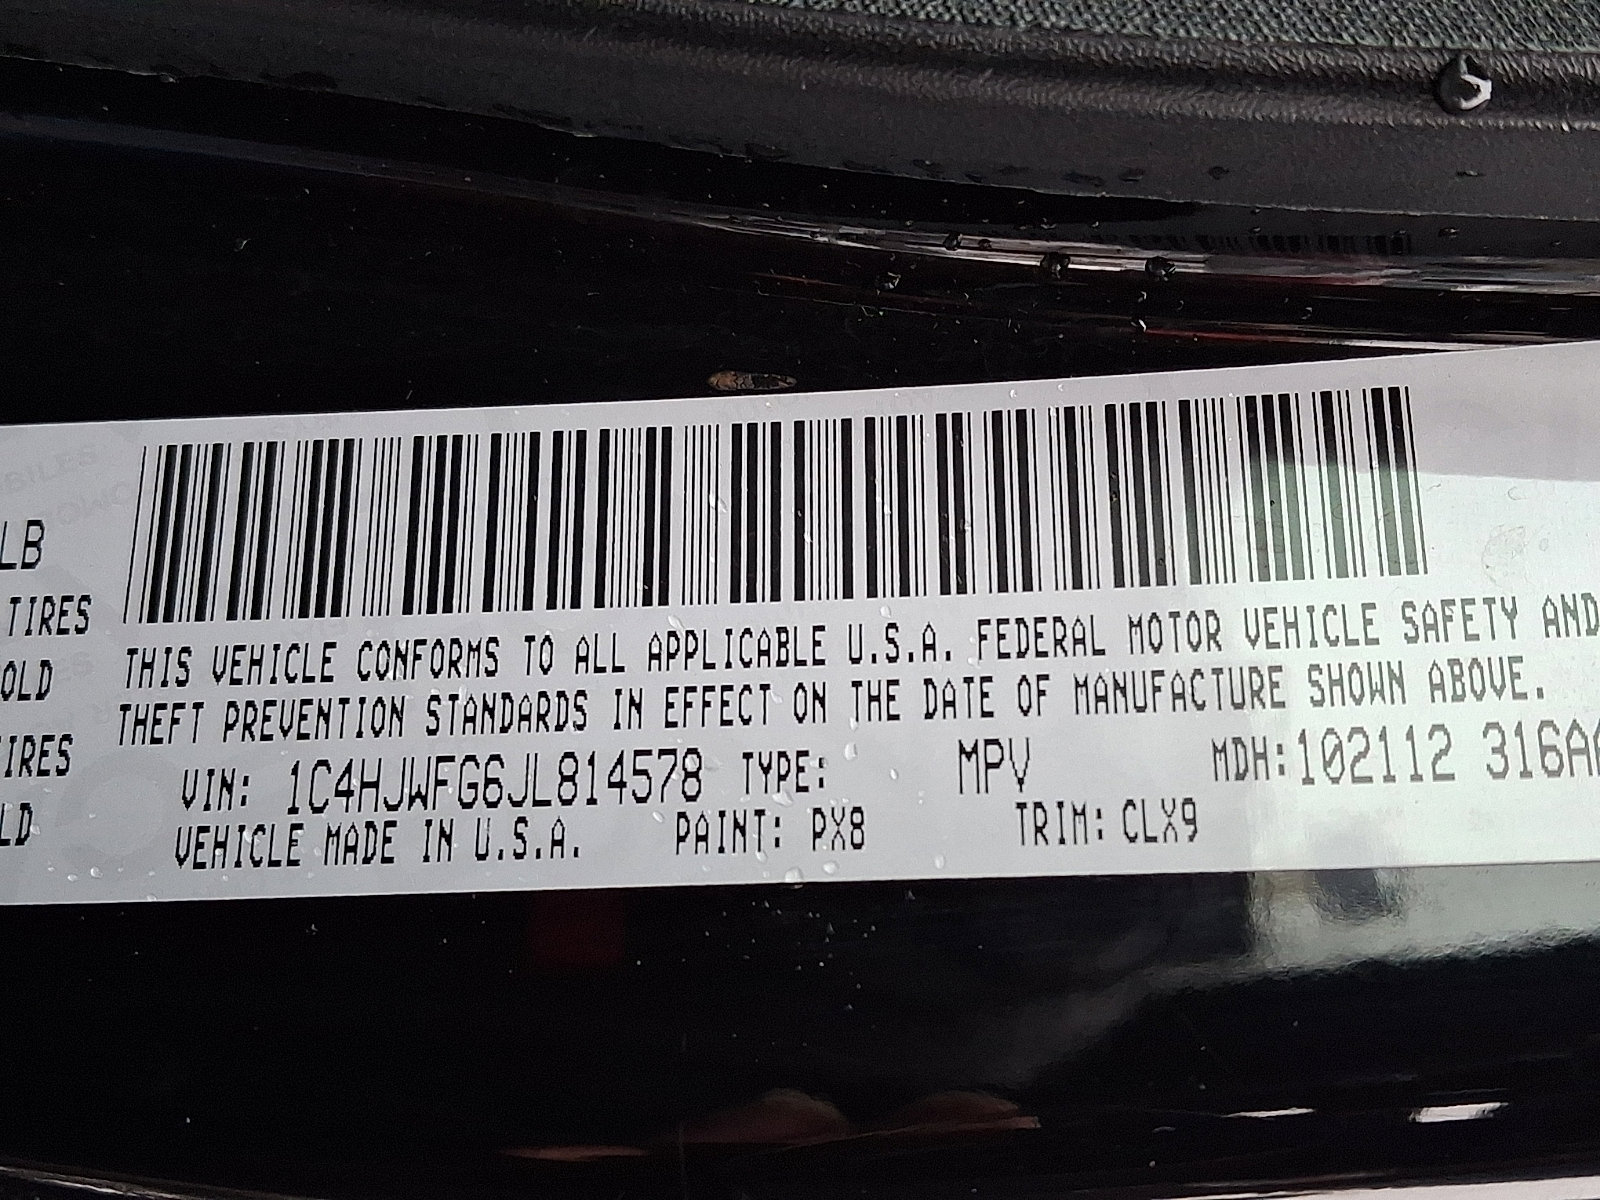 LB
TIRES
OLD
IRES
LD
THIS VEHICLE CONFORMS TO ALL APPLICABLE U.S.A. FEDERAL MOTOR VEHICLE SAFETY AND
THEFT PREVENTION STANDARDS IN EFFECT ON THE DATE OF MANUFACTURE SHOWN ABOVE.
VIN: 1C4HJWFG6JL814578 TYPE: MPV MDH: 102112 316AA
VEHICLE MADE IN U.S.A. PAINT: PX8 TRIM: CLX9